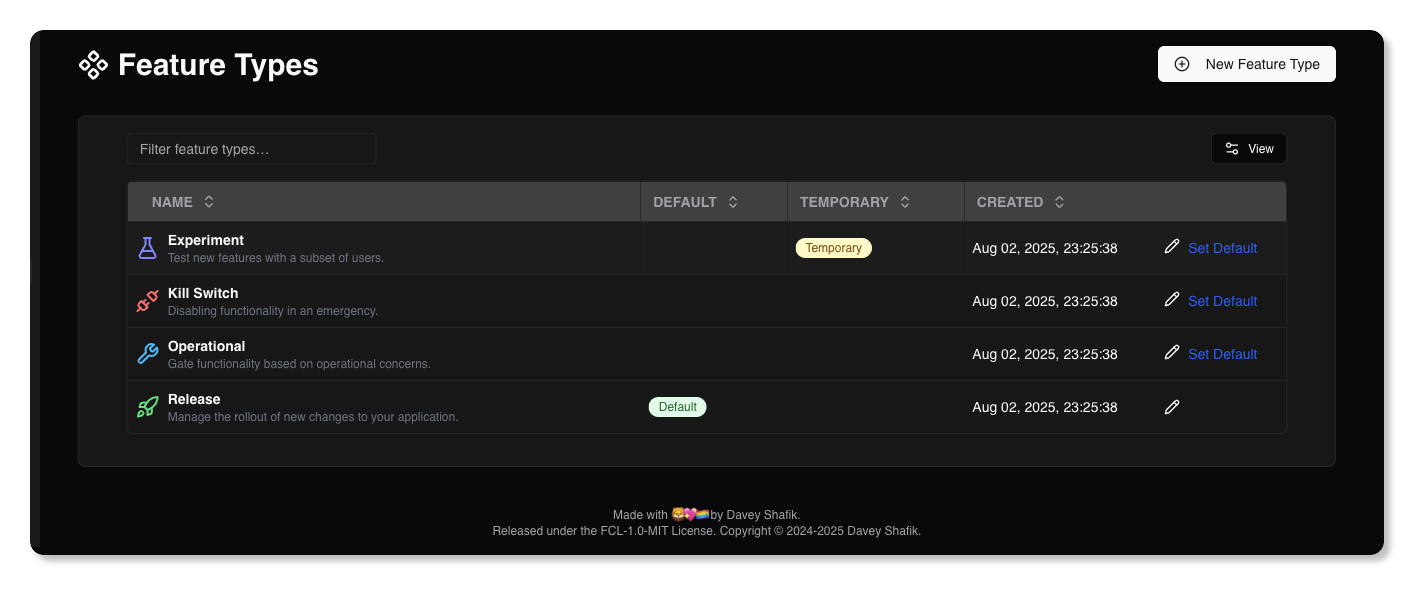 Feature Types
New Feature Type
Filter feature types...
View
NAME DEFAULT TEMPORARY CREATED
Experiment
Test new features with a subset of users.
Temporary
Aug 02, 2025, 23:25:38
Set Default
Kill Switch
Disabling functionality in an emergency.
Aug 02, 2025, 23:25:38
Set Default
Operational
Gate functionality based on operational concerns.
Aug 02, 2025, 23:25:38
Set Default
Release
Manage the rollout of new changes to your application.
Default
Aug 02, 2025, 23:25:38
Made with 🦁💖🏳️‍🌈 by Davey Shafik.
Released under the FCL-1.0-MIT License. Copyright © 2024-2025 Davey Shafik.